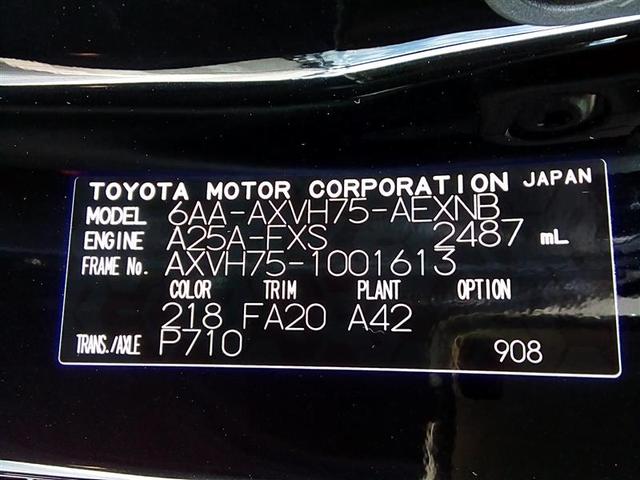 TOYOTA MOTOR CORPORATION JAPAN
MODEL 6AA-AXVH75-AEXNB
ENGINE A25A-FXS 2487 mL
FRAME No. AXVH75-1001613
COLOR TRIM PLANT OPTION
218 FA20 A42
TRANS./AXLE P710 908